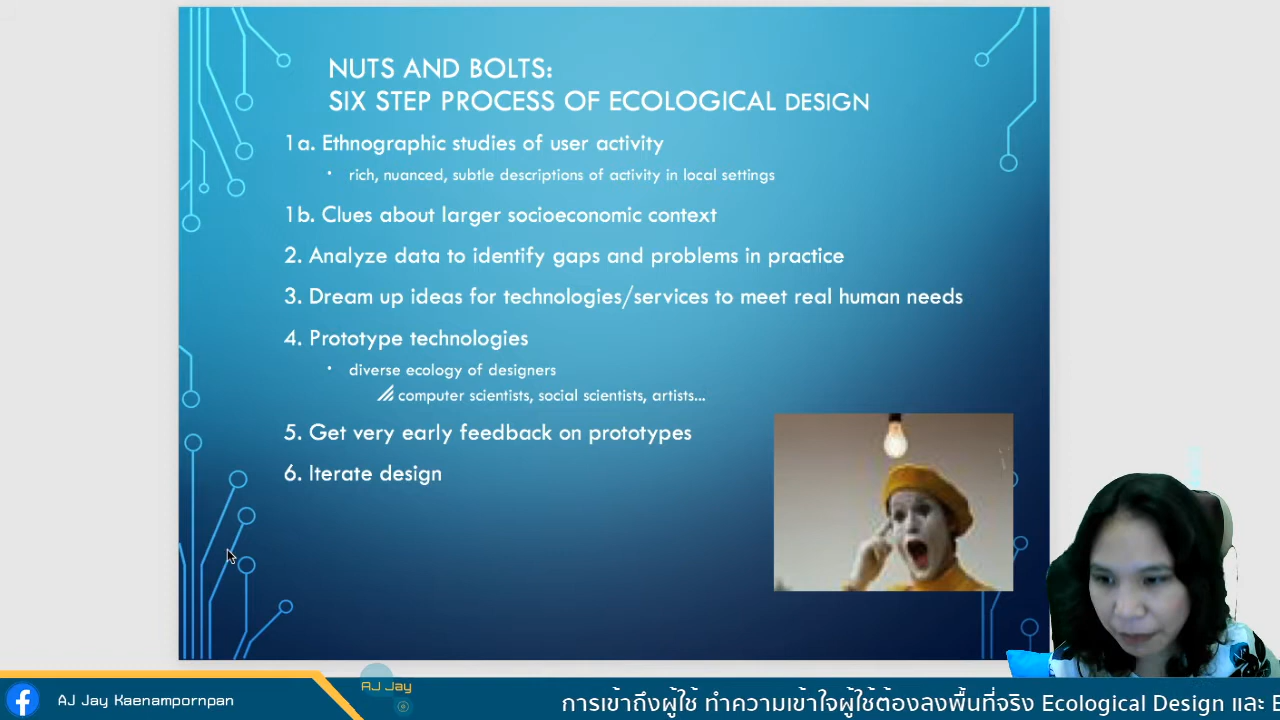 NUTS AND BOLTS:
SIX STEP PROCESS OF ECOLOGICAL DESIGN
1a. Ethnographic studies of user activity
• rich, nuanced, subtle descriptions of activity in local settings
1b. Clues about larger socioeconomic context
2. Analyze data to identify gaps and problems in practice
3. Dream up ideas for technologies/services to meet real human needs
4. Prototype technologies
• diverse ecology of designers
computer scientists, social scientists, artists...
5. Get very early feedback on prototypes
6. Iterate design
AJ Jay Kaenampornpan
AJ Jay
การเข้าถึงผู้ใช้ ทำความเข้าใจผู้ใช้ต้องลงพื้นที่จริง Ecological Design และ E